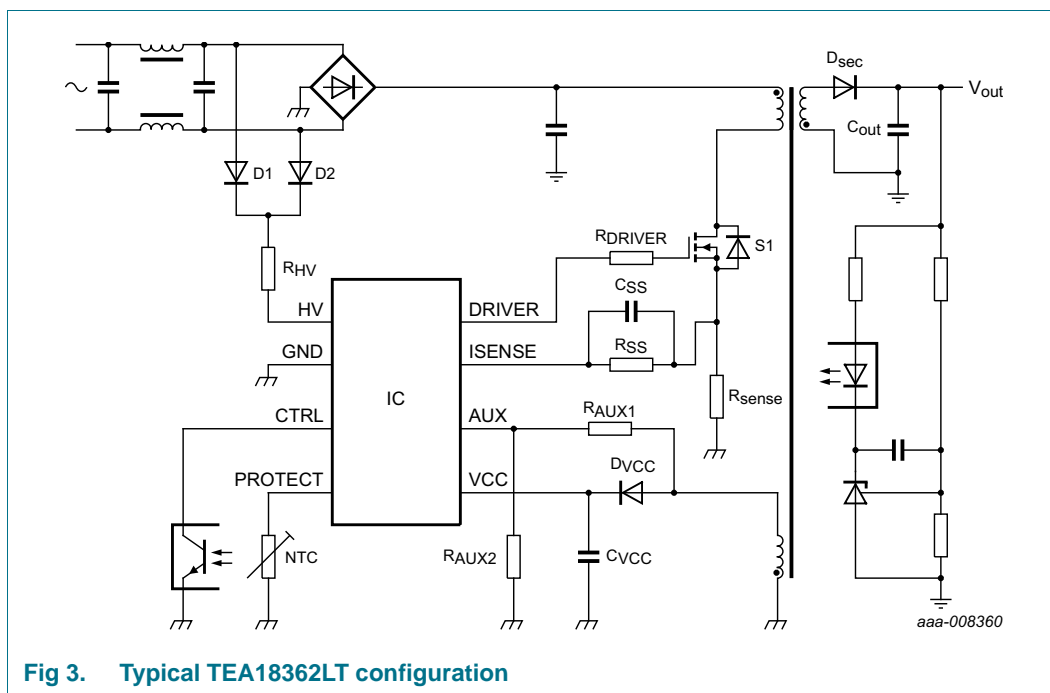 Dsec
Vout
Cout
D1
D2
RDRIVER
S1
RHV
CSS
HV
DRIVER
RSS
GND
ISENSE
IC
Rsense
CTRL
AUX
RAUX1
DVCC
PROTECT
VCC
NTC
RAUX2
CVCC
aaa-008360
Fig 3. Typical TEA18362LT configuration